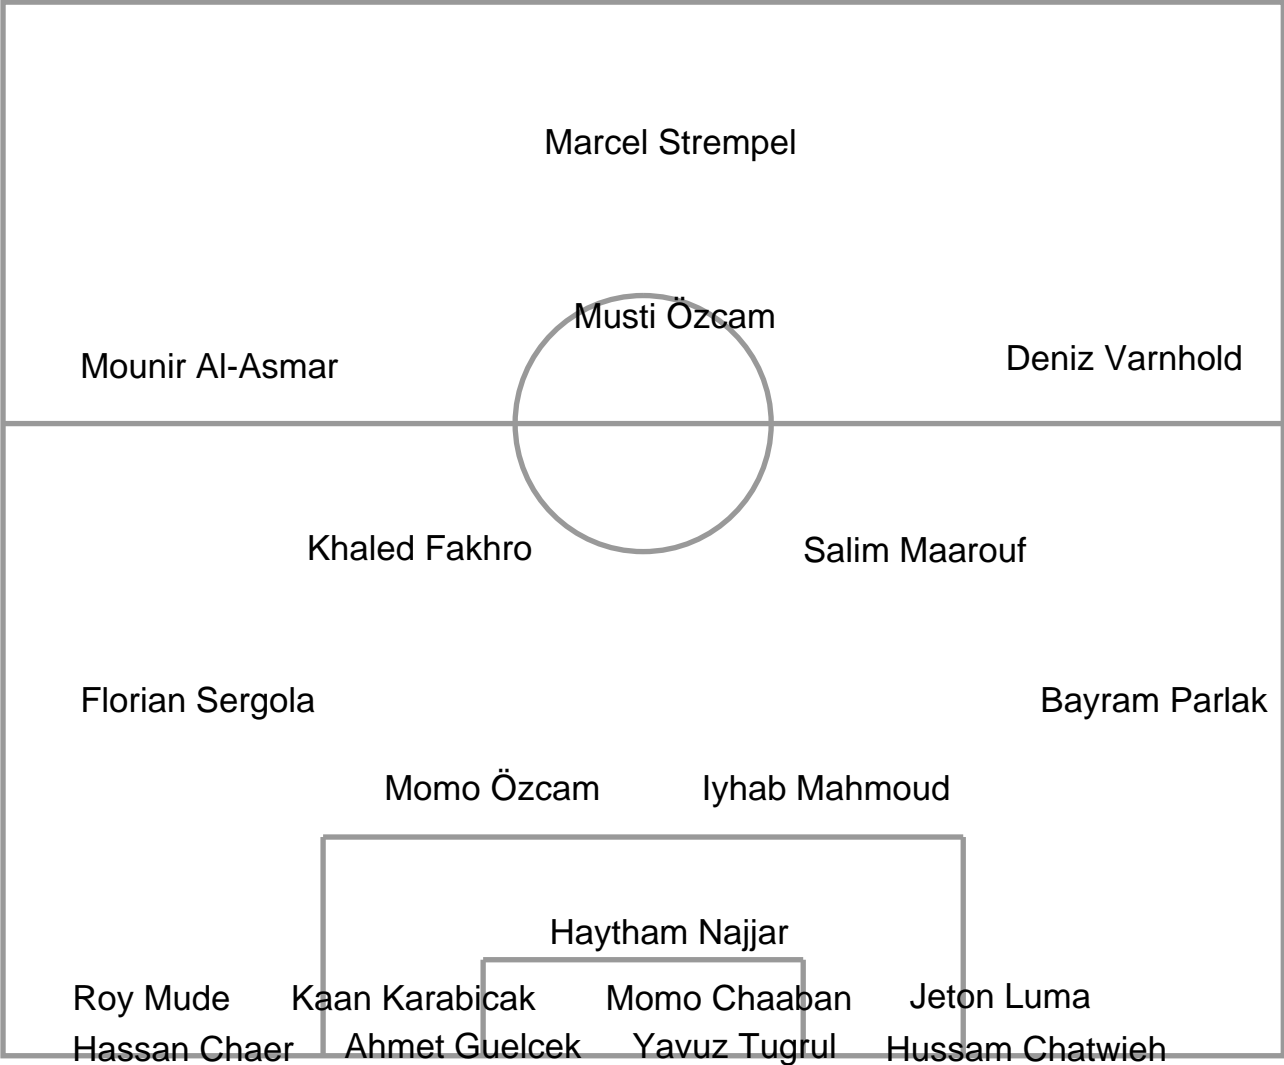 Marcel Strempel
Musti Özcam
Mounir Al-Asmar
Deniz Varnhold
Khaled Fakhro
Salim Maarouf
Florian Sergola
Bayram Parlak
Momo Özcam
Iyhab Mahmoud
Haytham Najjar
Roy Mude
Kaan Karabicak
Momo Chaaban
Jeton Luma
Hassan Chaer
Ahmet Guelcek
Yavuz Tugrul
Hussam Chatwieh